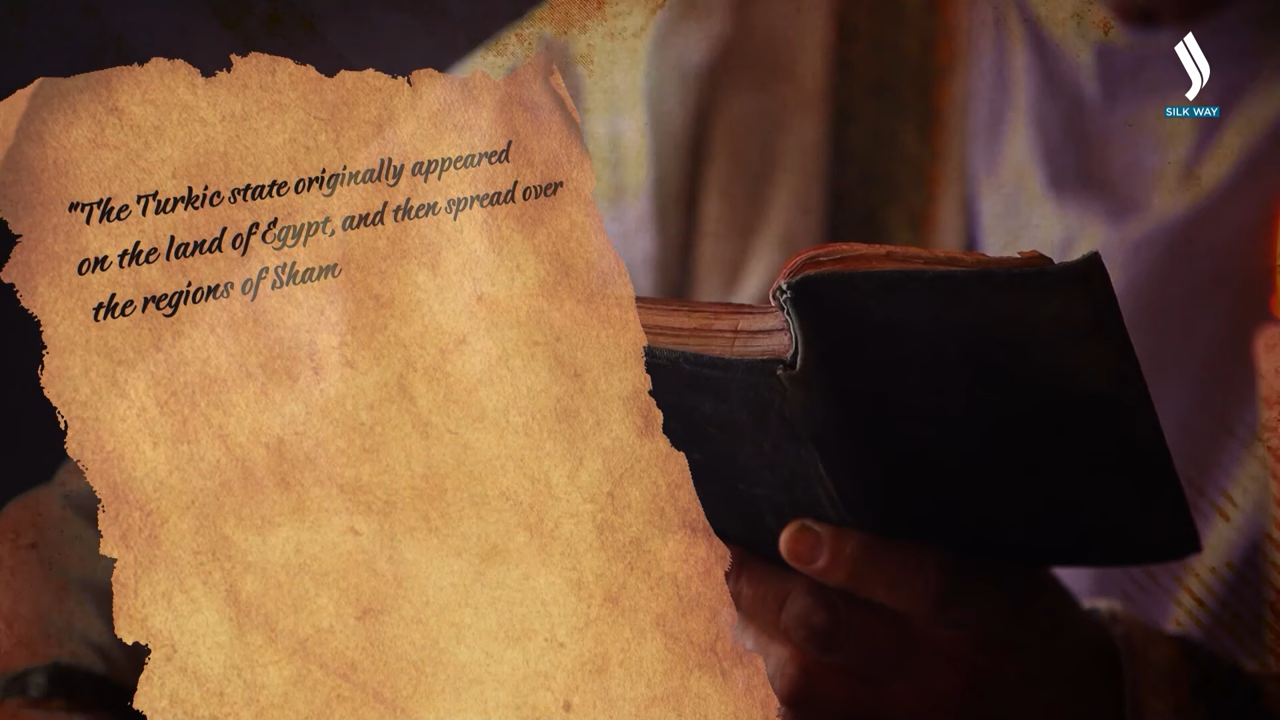 "The Turkic state originally appeared
on the land of Egypt, and then spread over
the regions of Sham
SILK WAY